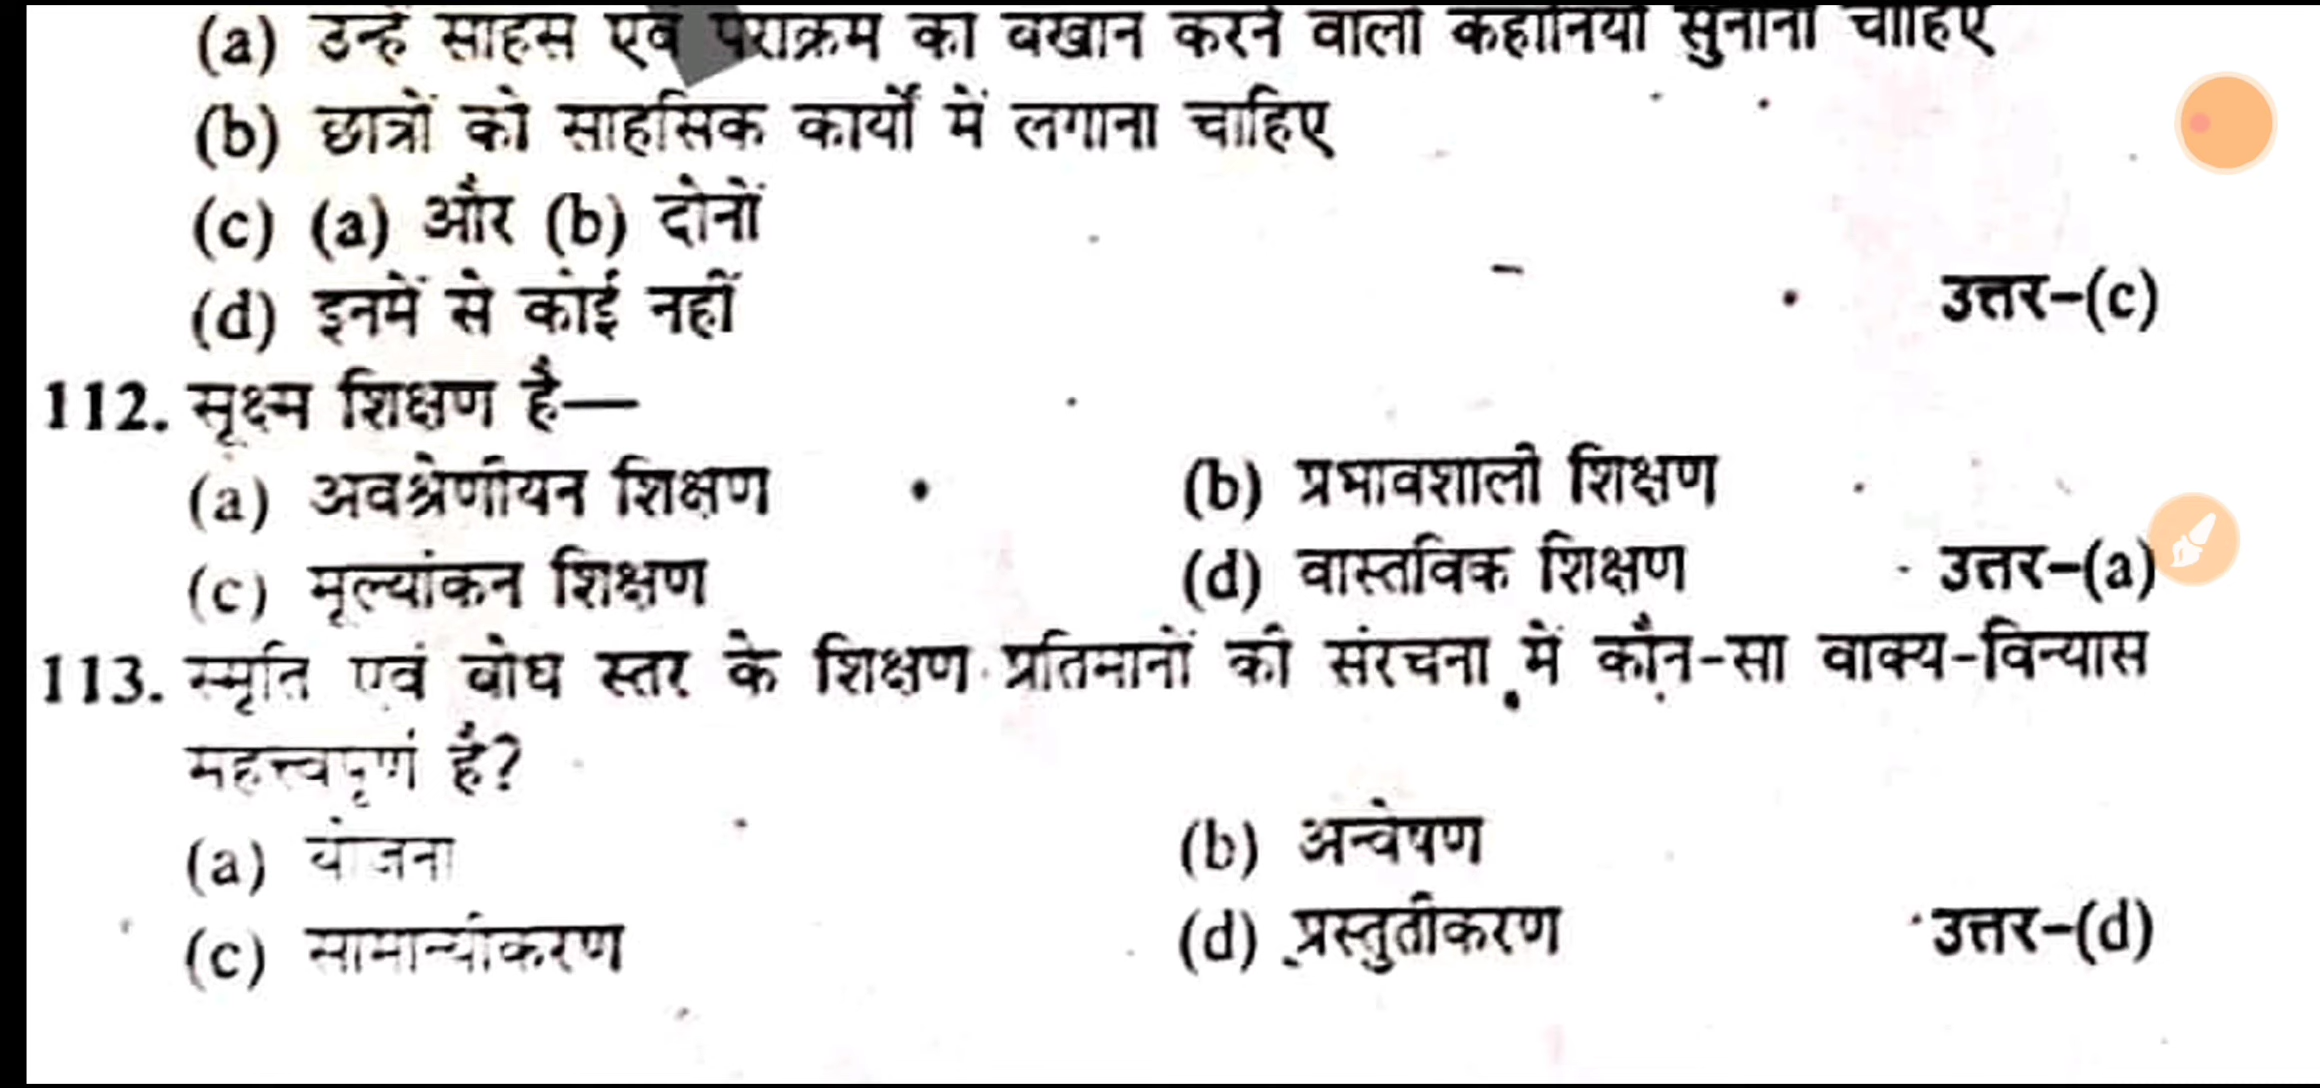 (a) उन्हें साहस एवं पराक्रम का बखान करने वाली कहानियाँ सुनानी चाहिए
(b) छात्रों को साहसिक कार्यों में लगाना चाहिए
(c) (a) और (b) दोनों
(d) इनमें से कोई नहीं उत्तर–(c)
112. सूक्ष्म शिक्षण है—
(a) अवश्रेणीयन शिक्षण (b) प्रभावशाली शिक्षण
(c) मूल्यांकन शिक्षण (d) वास्तविक शिक्षण उत्तर–(a)
113. स्मृति एवं बोध स्तर के शिक्षण प्रतिमानों की संरचना में कौन-सा वाक्य-विन्यास
महत्त्वपूर्ण है?
(a) योजना (b) अन्वेषण
(c) सामान्यीकरण (d) प्रस्तुतीकरण उत्तर–(d)